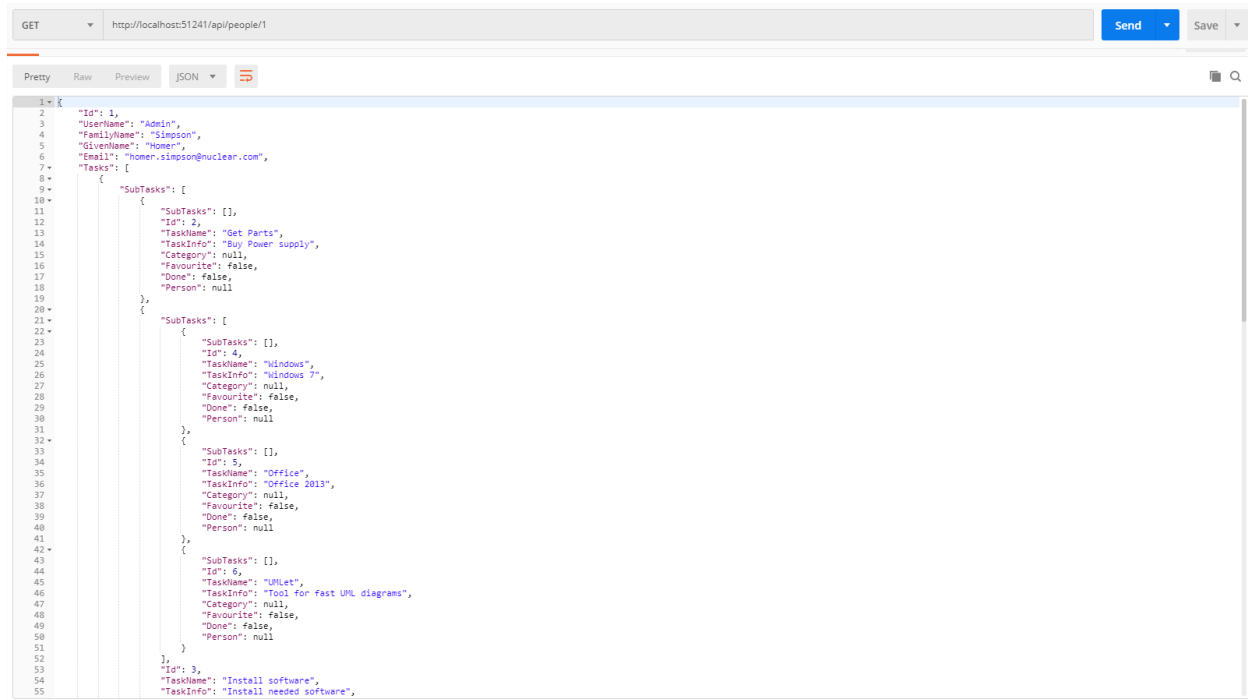 GET http://localhost:51241/api/people/1 Send Save
Pretty Raw Preview JSON
1 {
2 "Id": 1,
3 "UserName": "Admin",
4 "FamilyName": "Simpson",
5 "GivenName": "Homer",
6 "Email": "homer.simpson@nuclear.com",
7 "Tasks": [
8 {
9 "SubTasks": [
10 {
11 "SubTasks": [],
12 "Id": 2,
13 "TaskName": "Get Parts",
14 "TaskInfo": "Buy Power supply",
15 "Category": null,
16 "Favourite": false,
17 "Done": false,
18 "Person": null
19 },
20 {
21 "SubTasks": [
22 {
23 "SubTasks": [],
24 "Id": 4,
25 "TaskName": "Windows",
26 "TaskInfo": "Windows 7",
27 "Category": null,
28 "Favourite": false,
29 "Done": false,
30 "Person": null
31 },
32 {
33 "SubTasks": [],
34 "Id": 5,
35 "TaskName": "Office",
36 "TaskInfo": "Office 2013",
37 "Category": null,
38 "Favourite": false,
39 "Done": false,
40 "Person": null
41 },
42 {
43 "SubTasks": [],
44 "Id": 6,
45 "TaskName": "UMLet",
46 "TaskInfo": "Tool for fast UML diagrams",
47 "Category": null,
48 "Favourite": false,
49 "Done": false,
50 "Person": null
51 }
52 ],
53 "Id": 3,
54 "TaskName": "Install software",
55 "TaskInfo": "Install needed software",